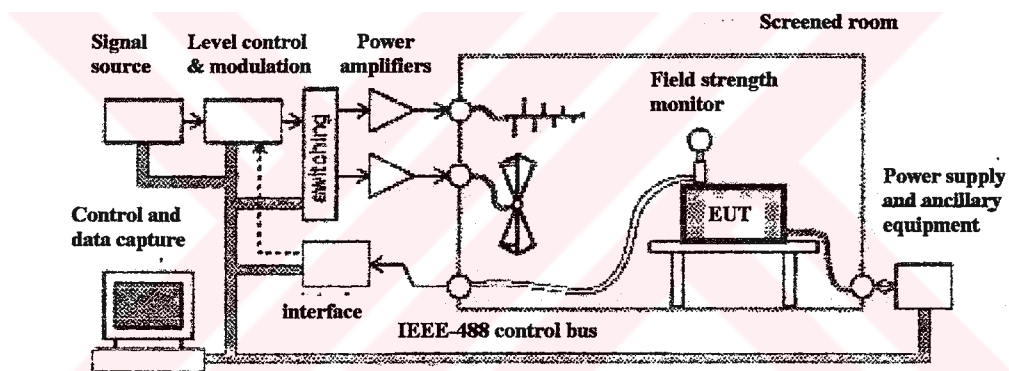 Screened room
Signal
source
Level control
& modulation
Power
amplifiers
Field strength
monitor
switching
EUT
Power supply
and ancillary
equipment
Control and
data capture
interface
IEEE-488 control bus